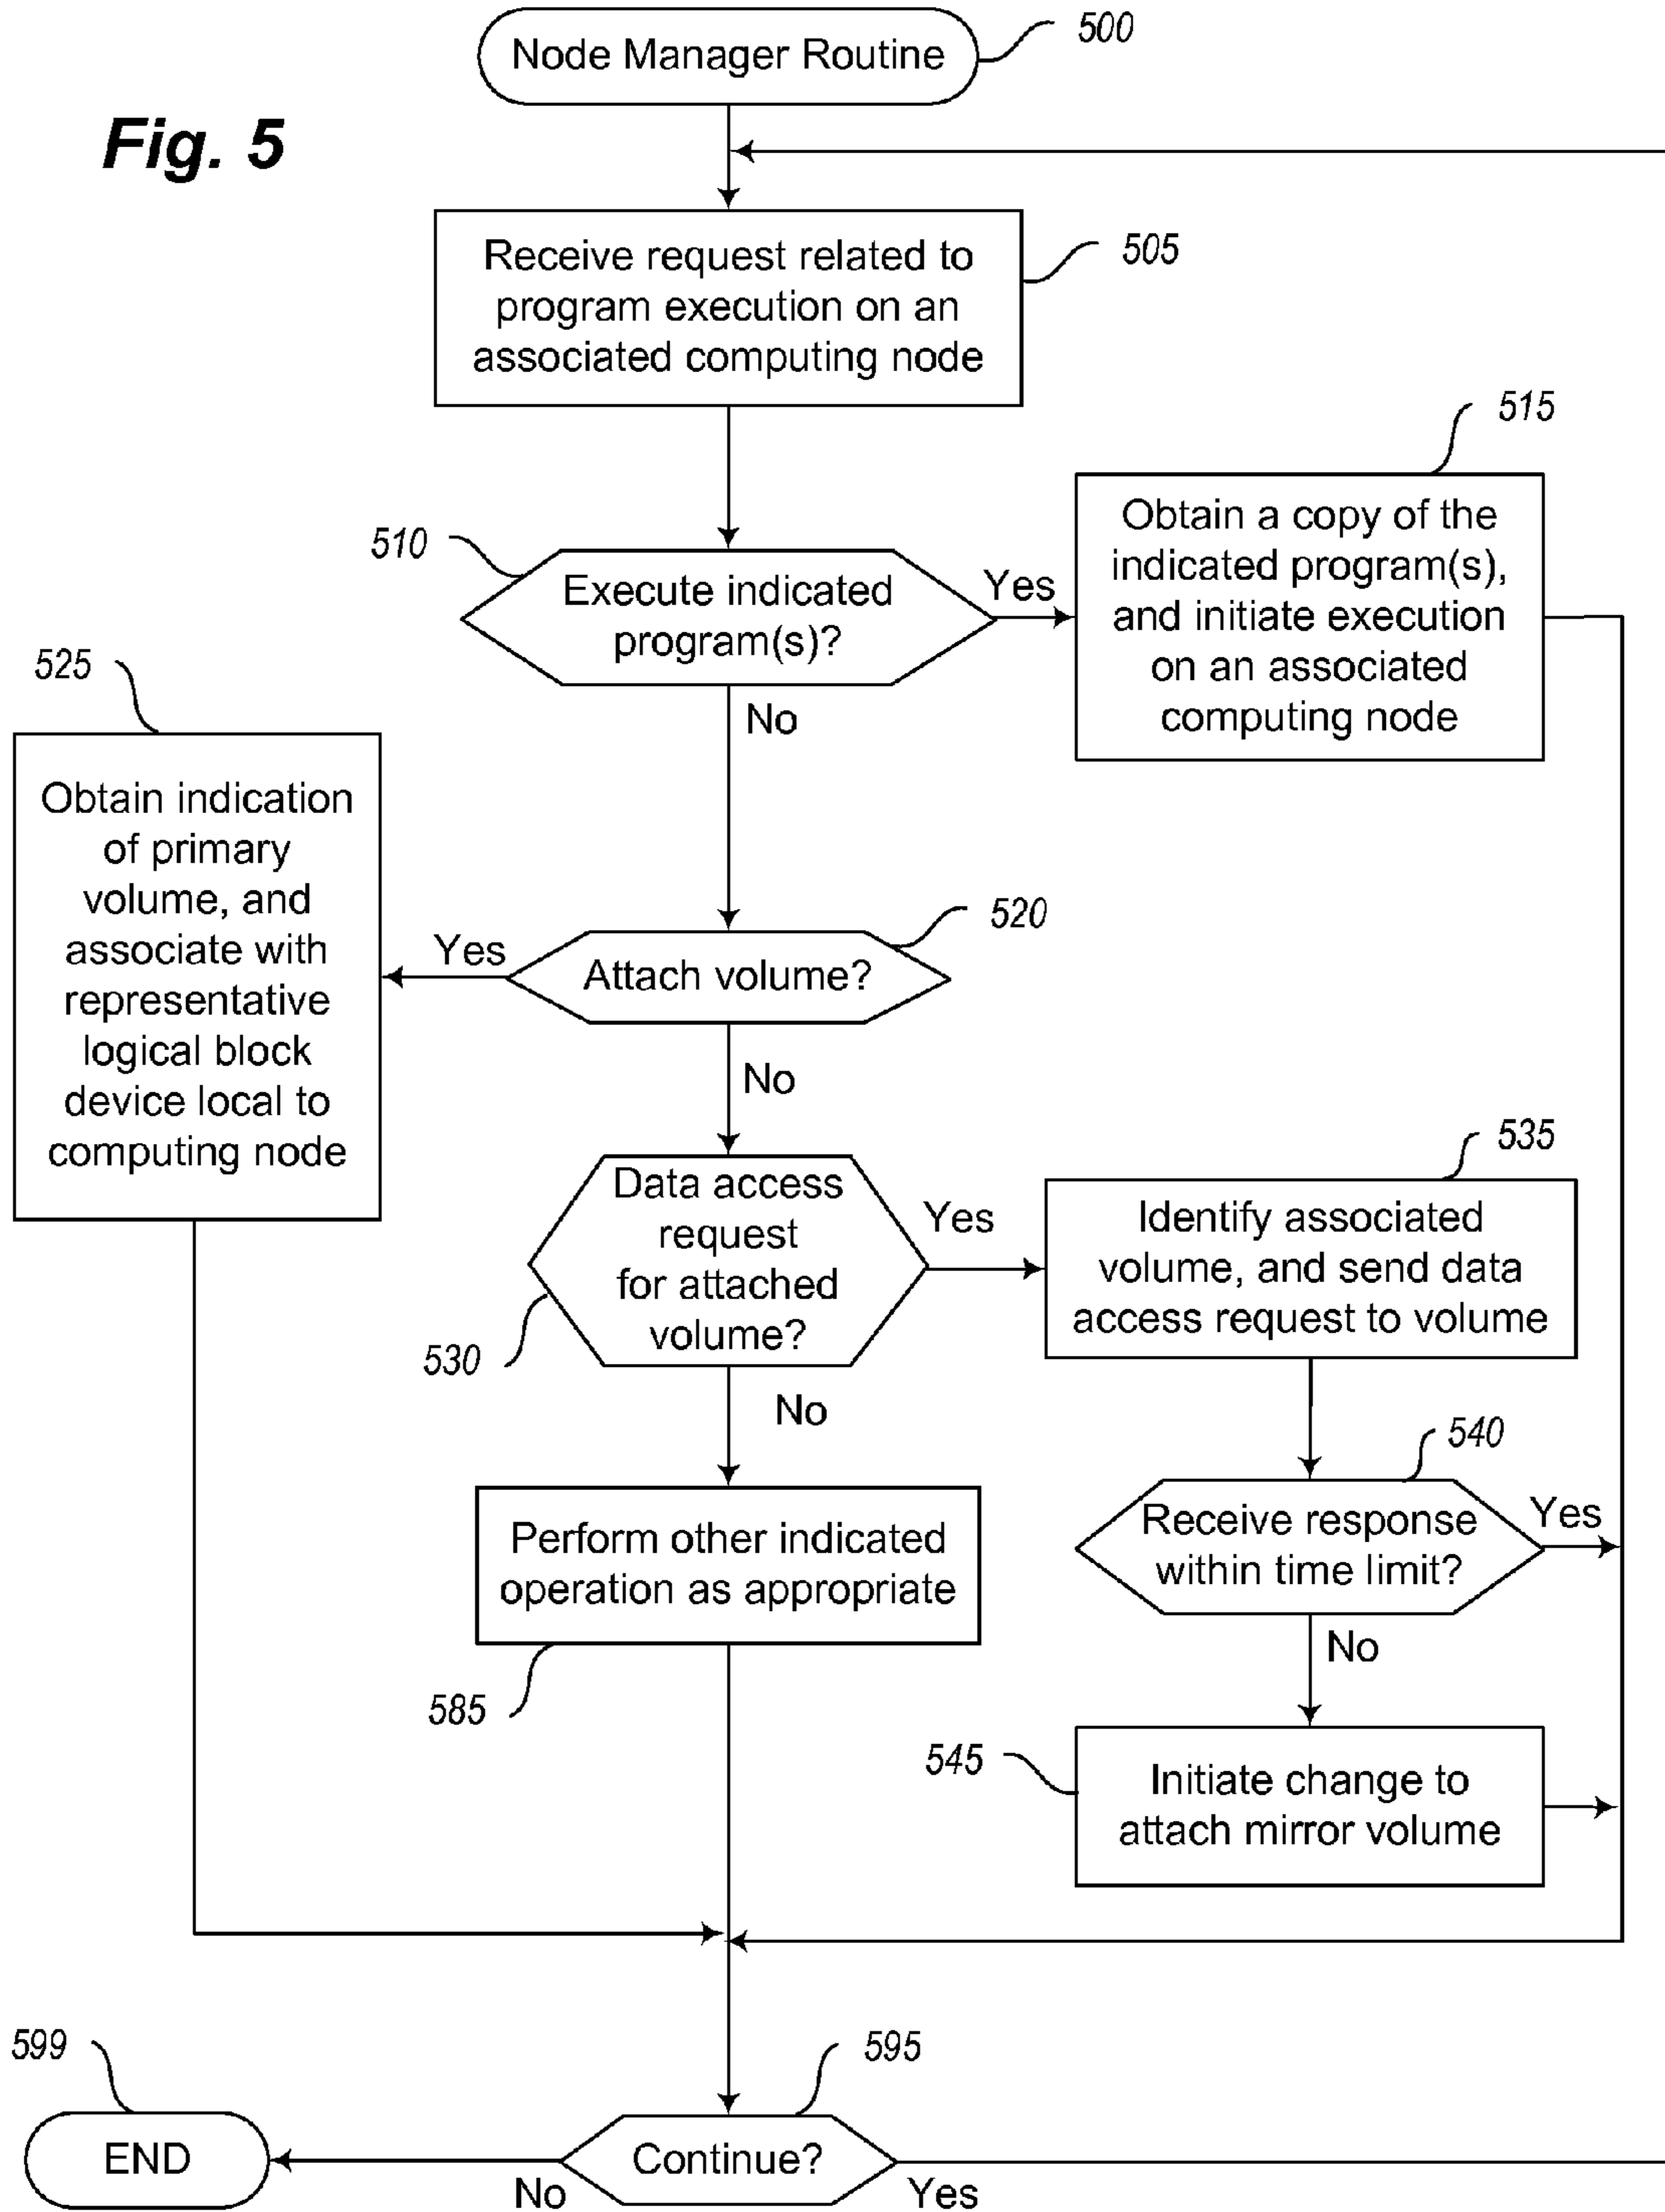 Fig. 5
Node Manager Routine
500
Receive request related to
program execution on an
associated computing node
505
510
Execute indicated
program(s)?
Yes
No
515
Obtain a copy of the
indicated program(s),
and initiate execution
on an associated
computing node
525
Obtain indication
of primary
volume, and
associate with
representative
logical block
device local to
computing node
520
Attach volume?
Yes
No
530
Data access
request
for attached
volume?
Yes
No
535
Identify associated
volume, and send data
access request to volume
540
Receive response
within time limit?
Yes
No
Perform other indicated
operation as appropriate
585
545
Initiate change to
attach mirror volume
599
END
595
Continue?
No
Yes